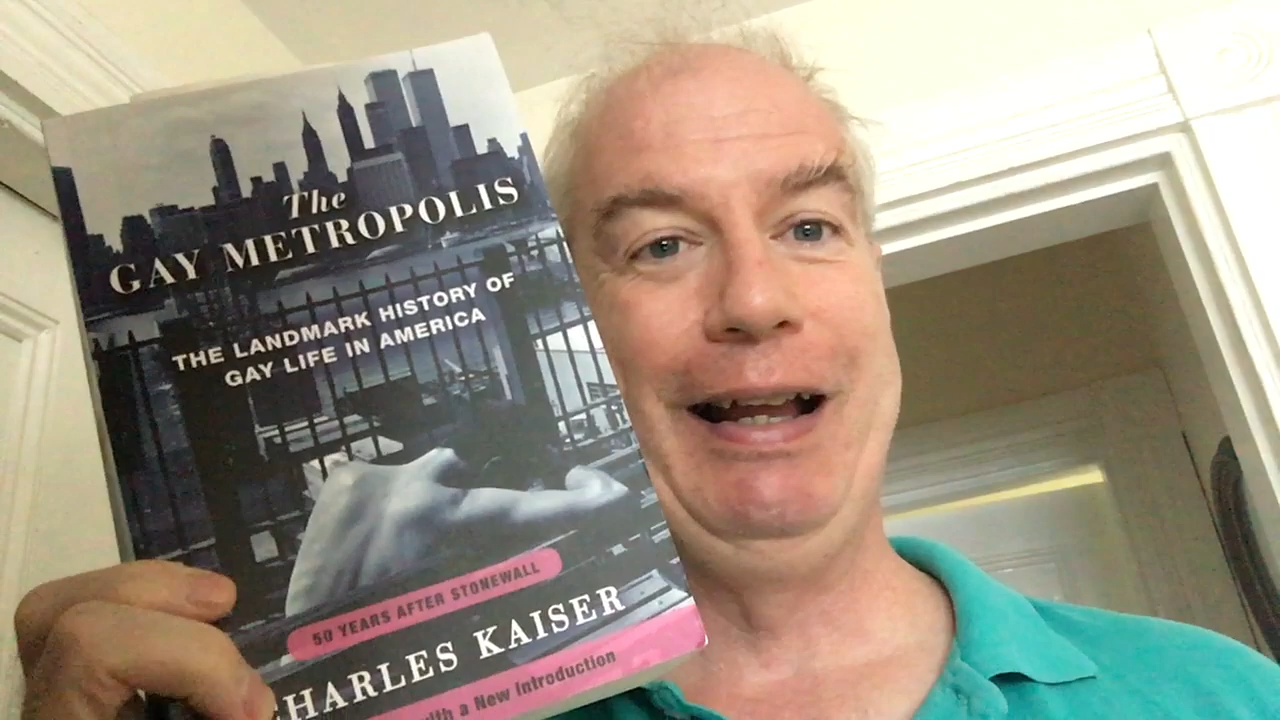 The
GAY METROPOLIS
THE LANDMARK HISTORY OF
GAY LIFE IN AMERICA
50 YEARS AFTER STONEWALL
CHARLES KAISER
with a New Introduction